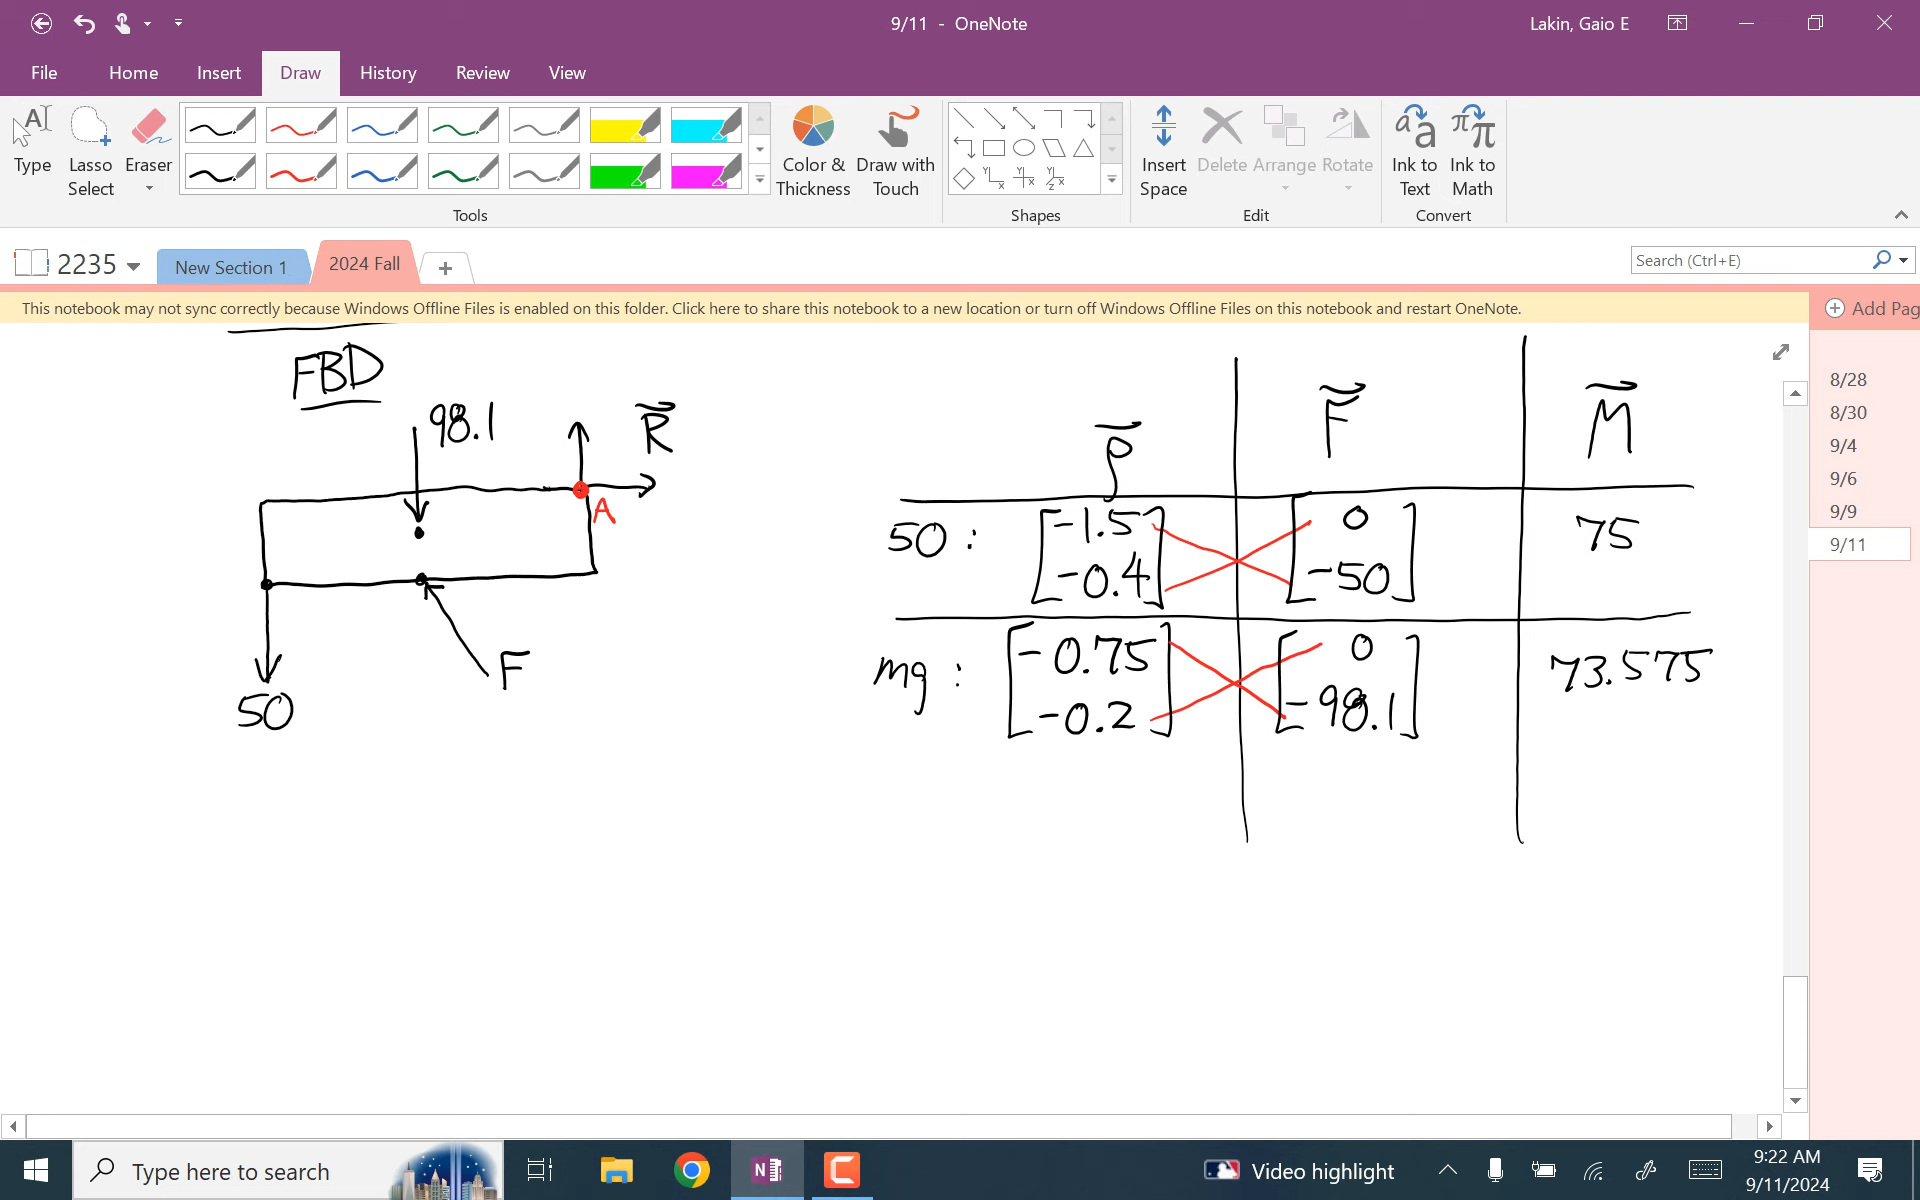 9/11 - OneNote
Lakin, Gaio E
File Home Insert Draw History Review View
Type
Lasso Select
Eraser
Color & Thickness
Draw with Touch
Insert Space
Delete
Arrange
Rotate
Ink to Text
Ink to Math
Tools Shapes Edit Convert
2235 New Section 1 2024 Fall +
Search (Ctrl+E)
This notebook may not sync correctly because Windows Offline Files is enabled on this folder. Click here to share this notebook to a new location or turn off Windows Offline Files on this notebook and restart OneNote.
Add Pag
8/28
8/30
9/4
9/6
9/9
9/11
FBD
98.1
R
A
F
50
ρ F M
50 : [-1.5 -0.4] [0 -50] 75
mg : [-0.75 -0.2] [0 -98.1] 73.575
Type here to search
Video highlight
9:22 AM
9/11/2024